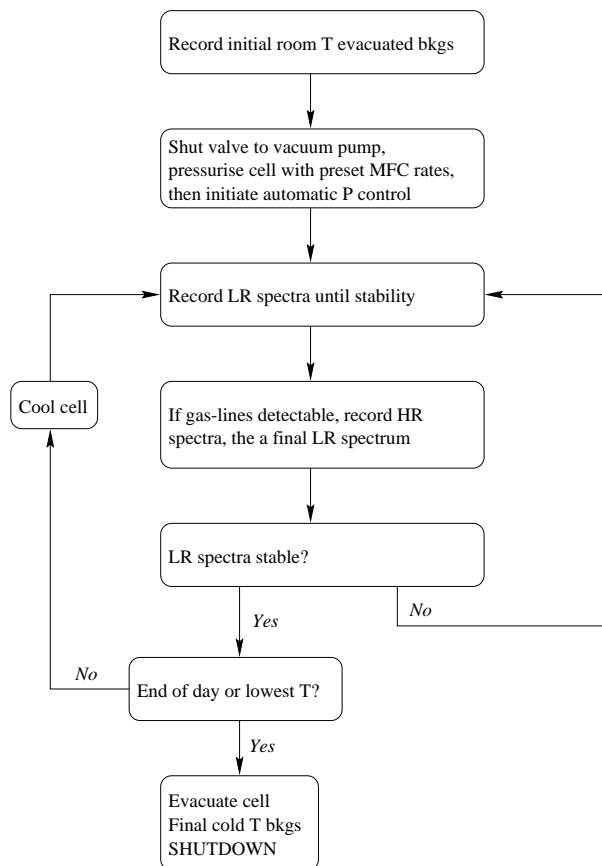 Record initial room T evacuated bkgs
Shut valve to vacuum pump,
pressurise cell with preset MFC rates,
then initiate automatic P control
Record LR spectra until stability
Cool cell
If gas-lines detectable, record HR
spectra, the a final LR spectrum
LR spectra stable?
Yes
No
No
End of day or lowest T?
Yes
Evacuate cell
Final cold T bkgs
SHUTDOWN